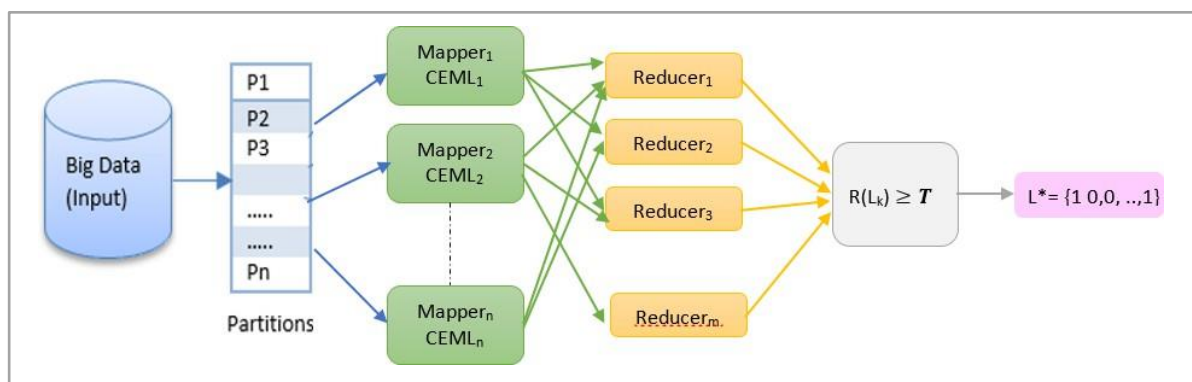 Big Data
(Input)
P1
P2
P3
.....
.....
Pn
Partitions
Mapper₁
CEML₁
Mapper₂
CEML₂
Mapperₙ
CEMLₙ
Reducer₁
Reducer₂
Reducer₃
Reducerₘ
R(Lₖ) ≥ T
L*= {1 0,0, ..,1}